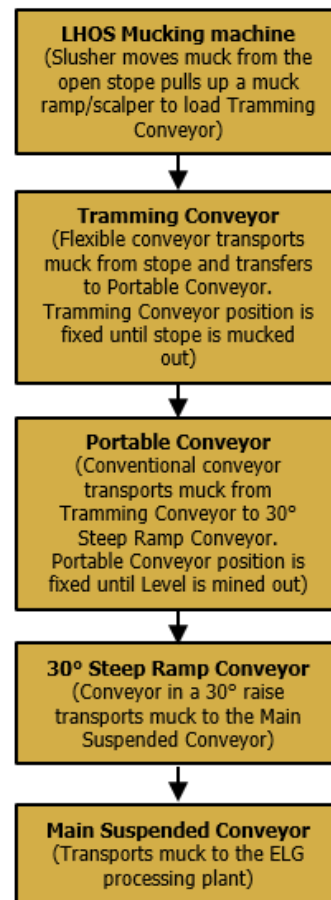 LHOS Mucking machine
(Slusher moves muck from the
open stope pulls up a muck
ramp/scalper to load Tramming
Conveyor)
Tramming Conveyor
(Flexible conveyor transports
muck from stope and transfers
to Portable Conveyor.
Tramming Conveyor position is
fixed until stope is mucked
out)
Portable Conveyor
(Conventional conveyor
transports muck from
Tramming Conveyor to 30°
Steep Ramp Conveyor.
Portable Conveyor position is
fixed until Level is mined out)
30° Steep Ramp Conveyor
(Conveyor in a 30° raise
transports muck to the Main
Suspended Conveyor)
Main Suspended Conveyor
(Transports muck to the ELG
processing plant)